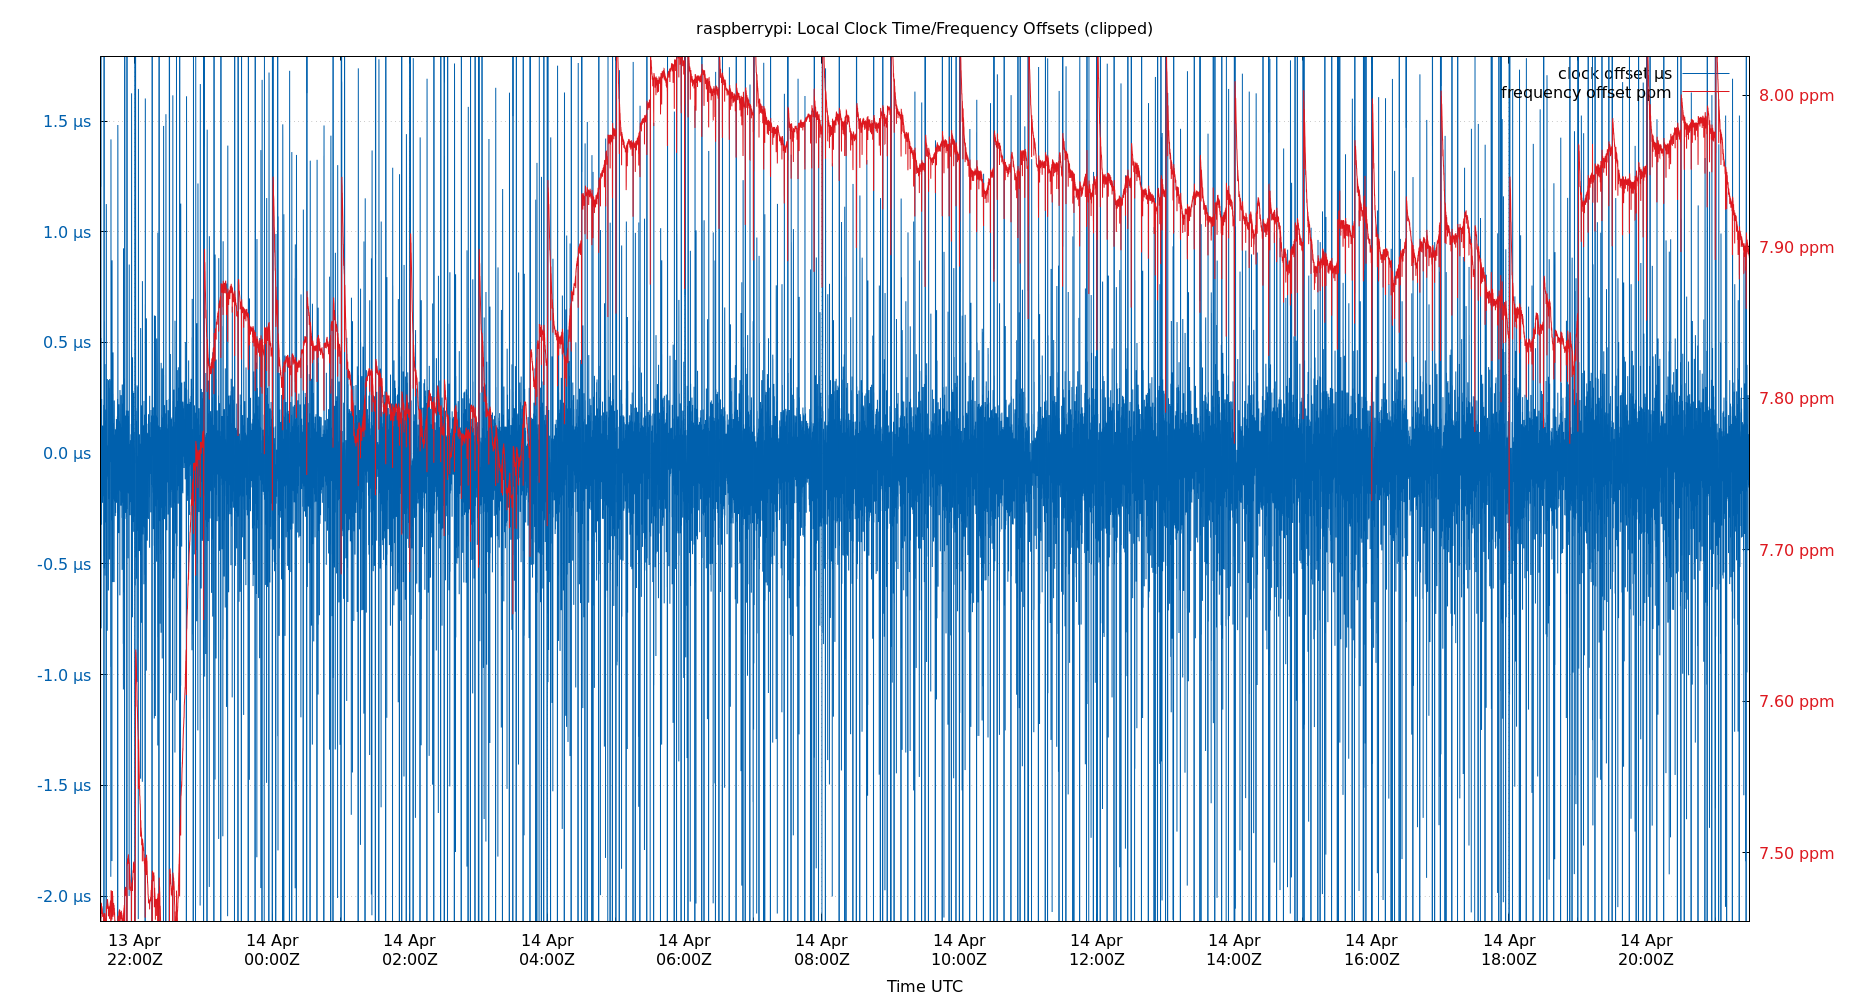 raspberrypi: Local Clock Time/Frequency Offsets (clipped)
clock offset µs
frequency offset ppm
1.5 µs
1.0 µs
0.5 µs
0.0 µs
-0.5 µs
-1.0 µs
-1.5 µs
-2.0 µs
8.00 ppm
7.90 ppm
7.80 ppm
7.70 ppm
7.60 ppm
7.50 ppm
13 Apr 14 Apr 14 Apr 14 Apr 14 Apr 14 Apr 14 Apr 14 Apr 14 Apr 14 Apr 14 Apr 14 Apr
22:00Z 00:00Z 02:00Z 04:00Z 06:00Z 08:00Z 10:00Z 12:00Z 14:00Z 16:00Z 18:00Z 20:00Z
Time UTC